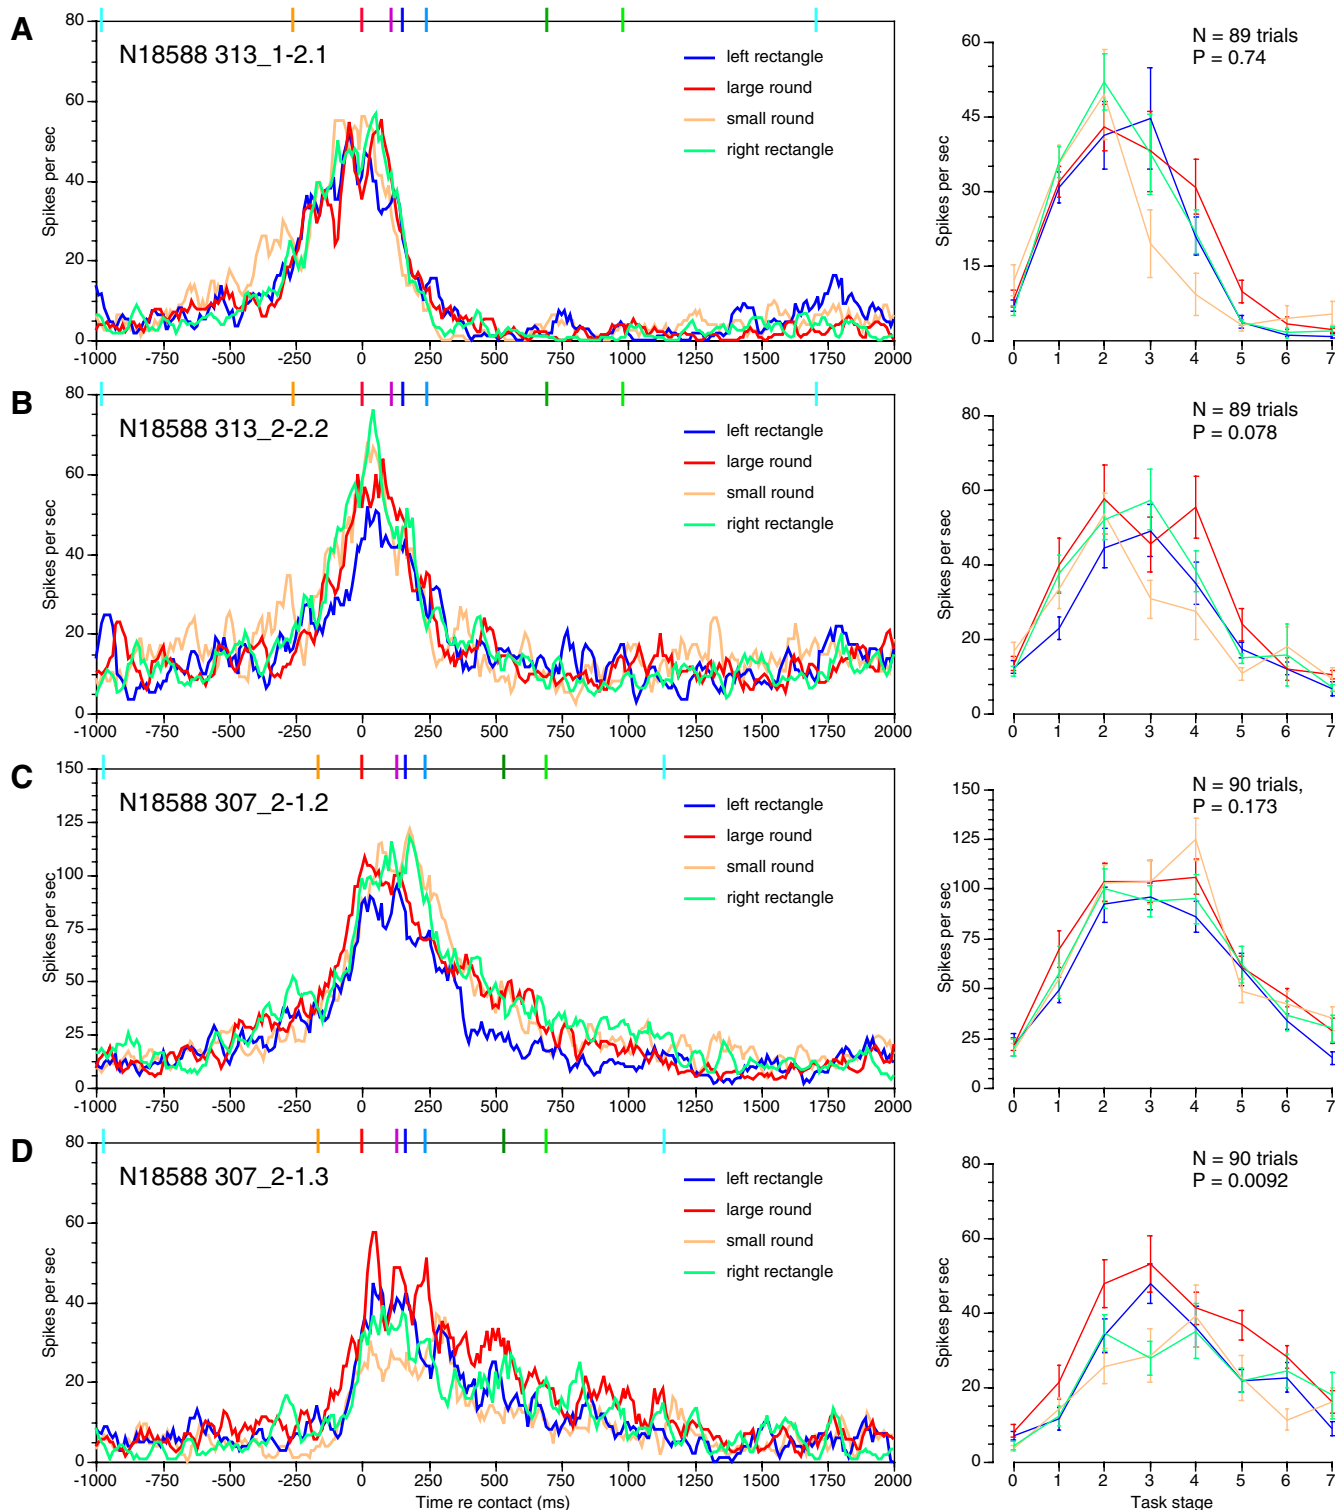 A
N18588 313_1-2.1
left rectangle
large round
small round
right rectangle
Spikes per sec
80
60
40
20
0
-1000 -750 -500 -250 0 250 500 750 1000 1250 1500 1750 2000
N = 89 trials
P = 0.74
Spikes per sec
60
45
30
15
0
0 1 2 3 4 5 6 7
B
N18588 313_2-2.2
left rectangle
large round
small round
right rectangle
Spikes per sec
80
60
40
20
0
-1000 -750 -500 -250 0 250 500 750 1000 1250 1500 1750 2000
N = 89 trials
P = 0.078
Spikes per sec
80
60
40
20
0
0 1 2 3 4 5 6 7
C
N18588 307_2-1.2
left rectangle
large round
small round
right rectangle
Spikes per sec
150
125
100
75
50
25
0
-1000 -750 -500 -250 0 250 500 750 1000 1250 1500 1750 2000
N = 90 trials,
P = 0.173
Spikes per sec
150
125
100
75
50
25
0
0 1 2 3 4 5 6 7
D
N18588 307_2-1.3
left rectangle
large round
small round
right rectangle
Spikes per sec
80
60
40
20
0
-1000 -750 -500 -250 0 250 500 750 1000 1250 1500 1750 2000
Time re contact (ms)
N = 90 trials
P = 0.0092
Spikes per sec
80
60
40
20
0
0 1 2 3 4 5 6 7
Task stage